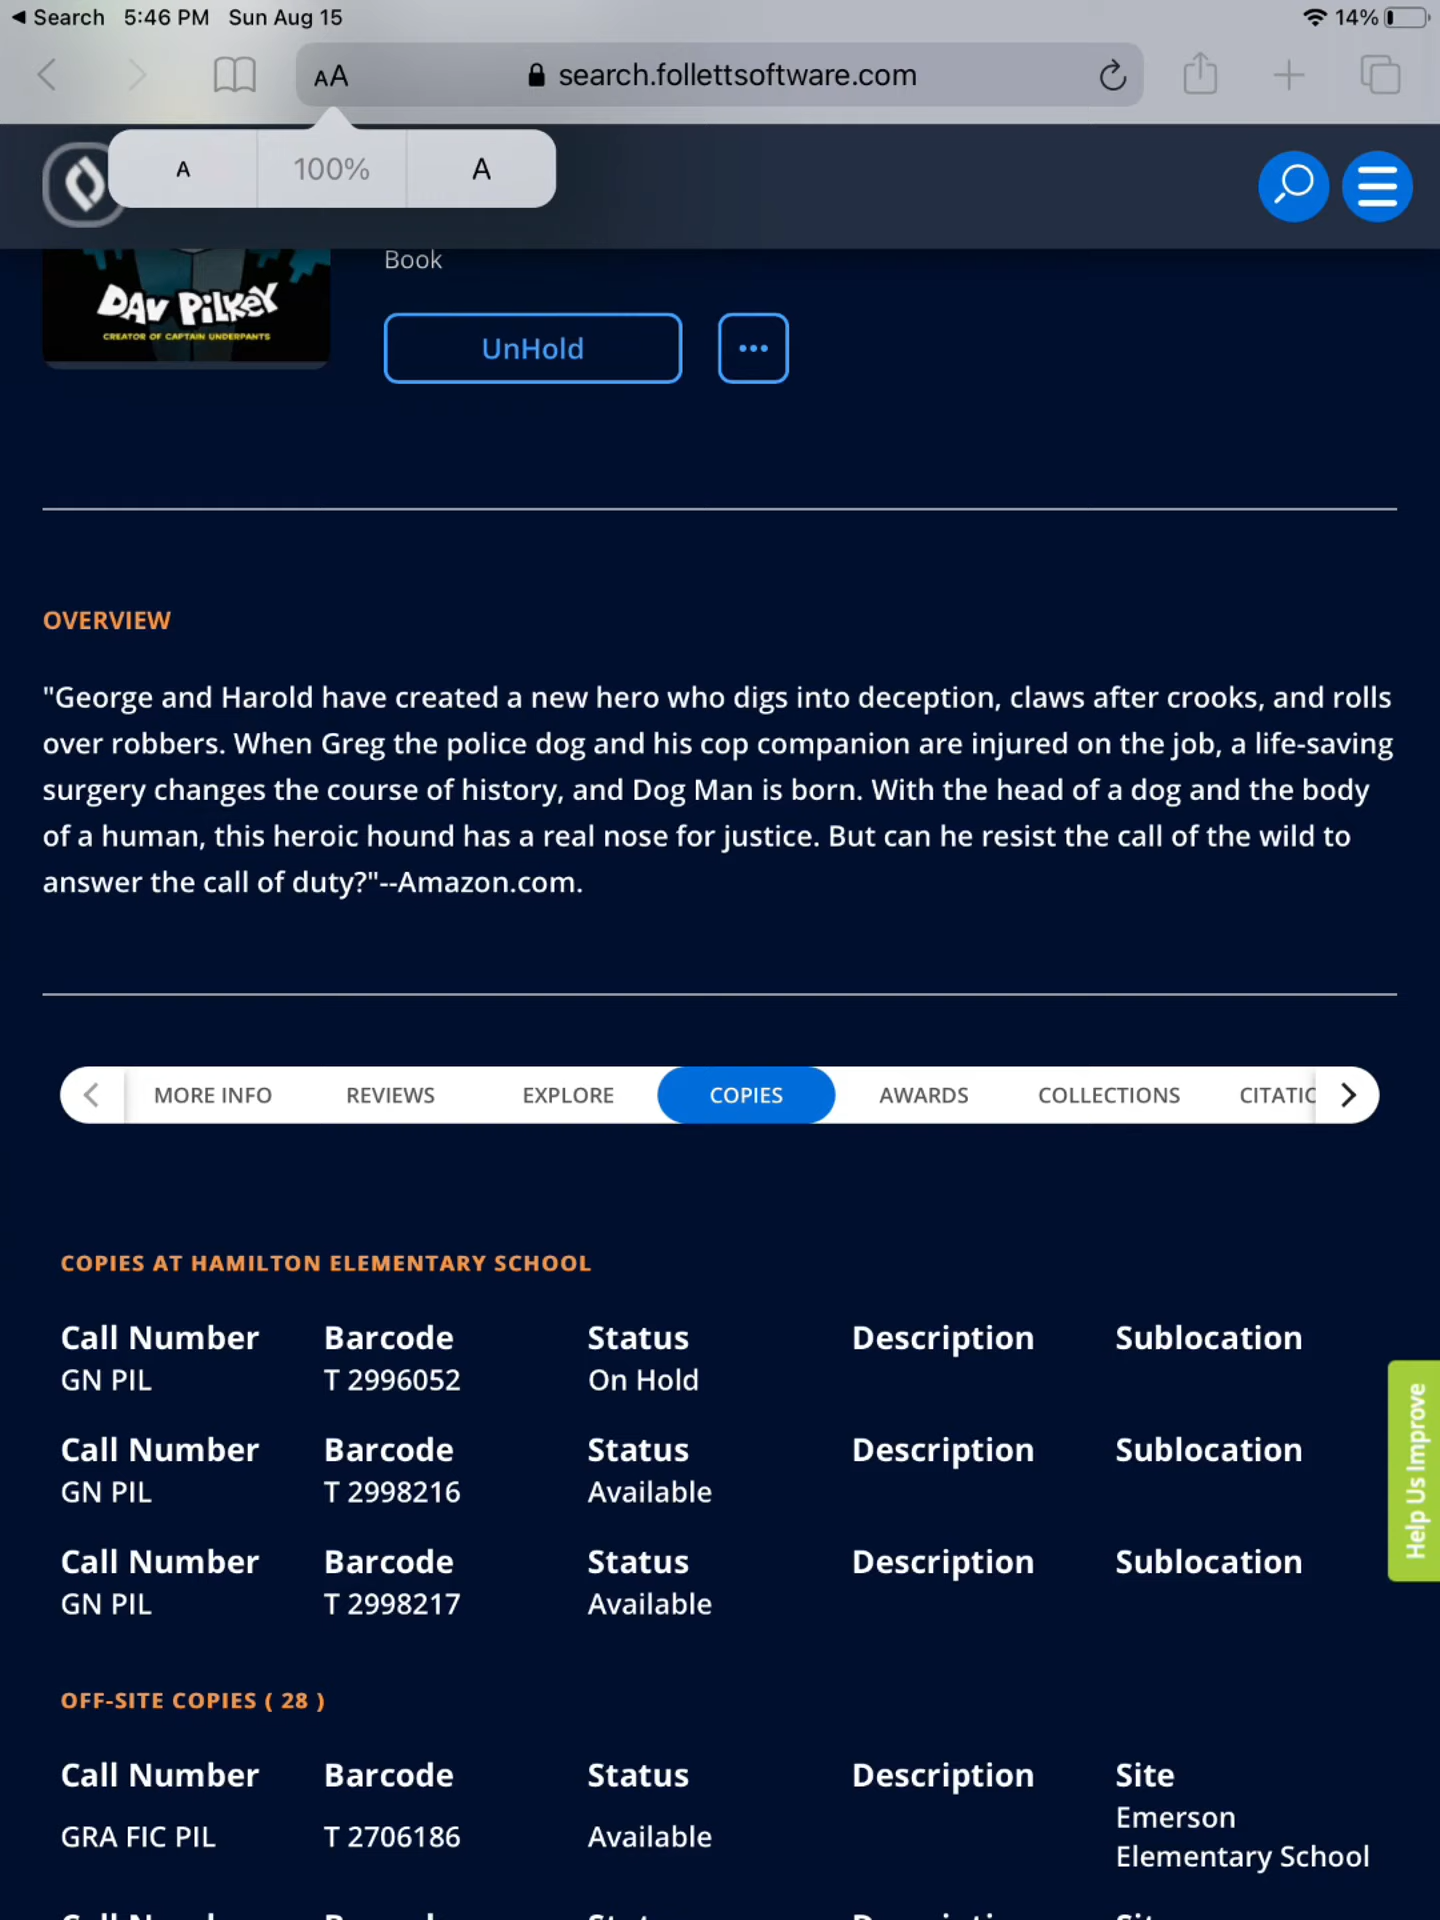 ◀ Search 5:46 PM Sun Aug 15 14%
AA search.follettsoftware.com
A 100% A
Book
DAV PILKEY
CREATOR OF CAPTAIN UNDERPANTS
UnHold
OVERVIEW
"George and Harold have created a new hero who digs into deception, claws after crooks, and rolls
over robbers. When Greg the police dog and his cop companion are injured on the job, a life-saving
surgery changes the course of history, and Dog Man is born. With the head of a dog and the body
of a human, this heroic hound has a real nose for justice. But can he resist the call of the wild to
answer the call of duty?"--Amazon.com.
MORE INFO REVIEWS EXPLORE COPIES AWARDS COLLECTIONS CITATIC
COPIES AT HAMILTON ELEMENTARY SCHOOL
Call Number Barcode Status Description Sublocation
GN PIL T 2996052 On Hold
Call Number Barcode Status Description Sublocation
GN PIL T 2998216 Available
Call Number Barcode Status Description Sublocation
GN PIL T 2998217 Available
Help Us Improve
OFF-SITE COPIES ( 28 )
Call Number Barcode Status Description Site
GRA FIC PIL T 2706186 Available Emerson
Elementary School